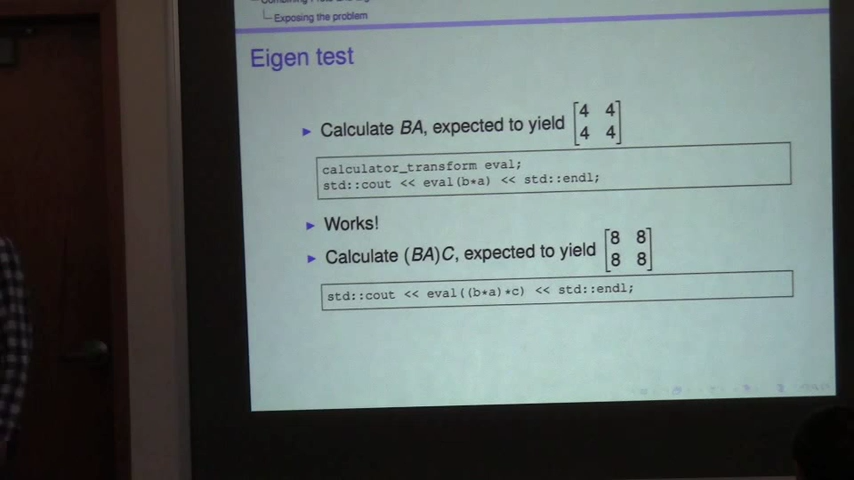 Exposing the problem
Eigen test
Calculate BA, expected to yield [4 4
4 4]
calculator_transform eval;
std::cout << eval(b*a) << std::endl;
Works!
Calculate (BA)C, expected to yield [8 8
8 8]
std::cout << eval((b*a)*c) << std::endl;